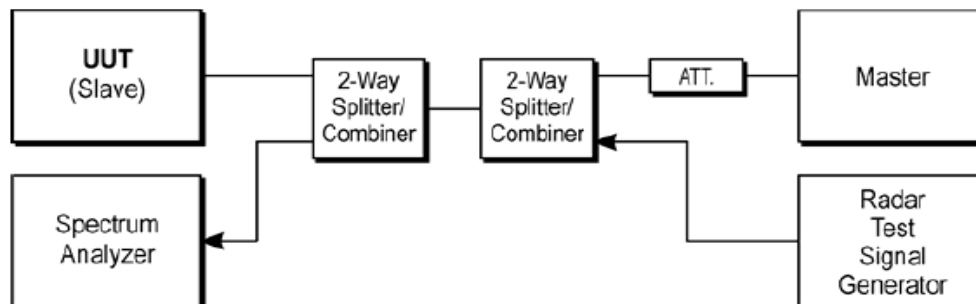 UUT
(Slave)
2-Way
Splitter/
Combiner
2-Way
Splitter/
Combiner
ATT.
Master
Spectrum
Analyzer
Radar
Test
Signal
Generator